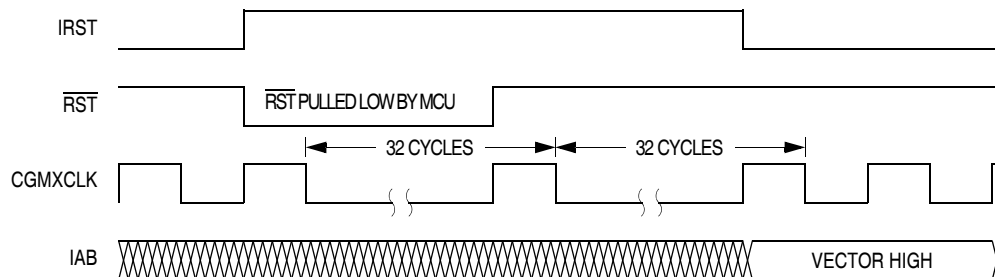 IRST
RST
RST PULLED LOW BY MCU
32 CYCLES
32 CYCLES
CGMXCLK
IAB
VECTOR HIGH